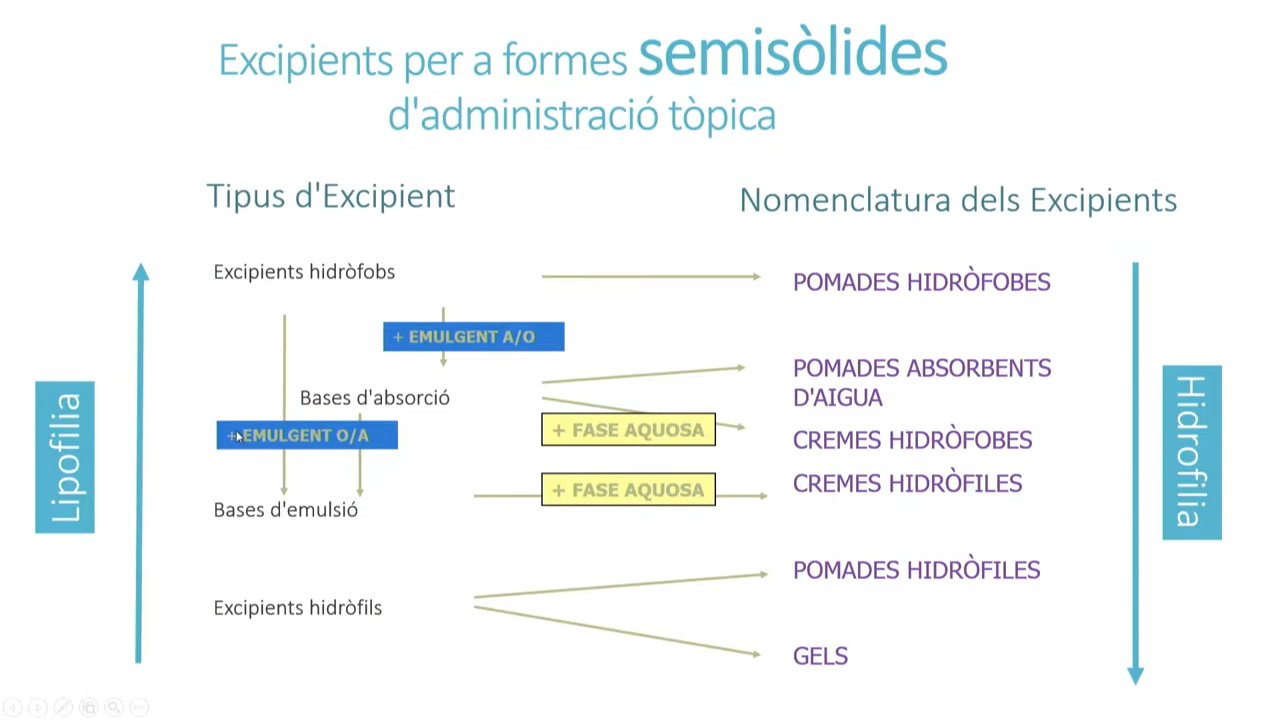 Excipients per a formes semisòlides
d'administració tòpica
Tipus d'Excipient
Nomenclatura dels Excipients
Excipients hidròfobs
POMADES HIDRÒFOBES
+ EMULGENT A/O
POMADES ABSORBENTS
D'AIGUA
Bases d'absorció
+ FASE AQUOSA
+ EMULGENT O/A
CREMES HIDRÒFOBES
CREMES HIDRÒFILES
+ FASE AQUOSA
Bases d'emulsió
POMADES HIDRÒFILES
Excipients hidròfils
GELS
Lipofilia
Hidrofilia